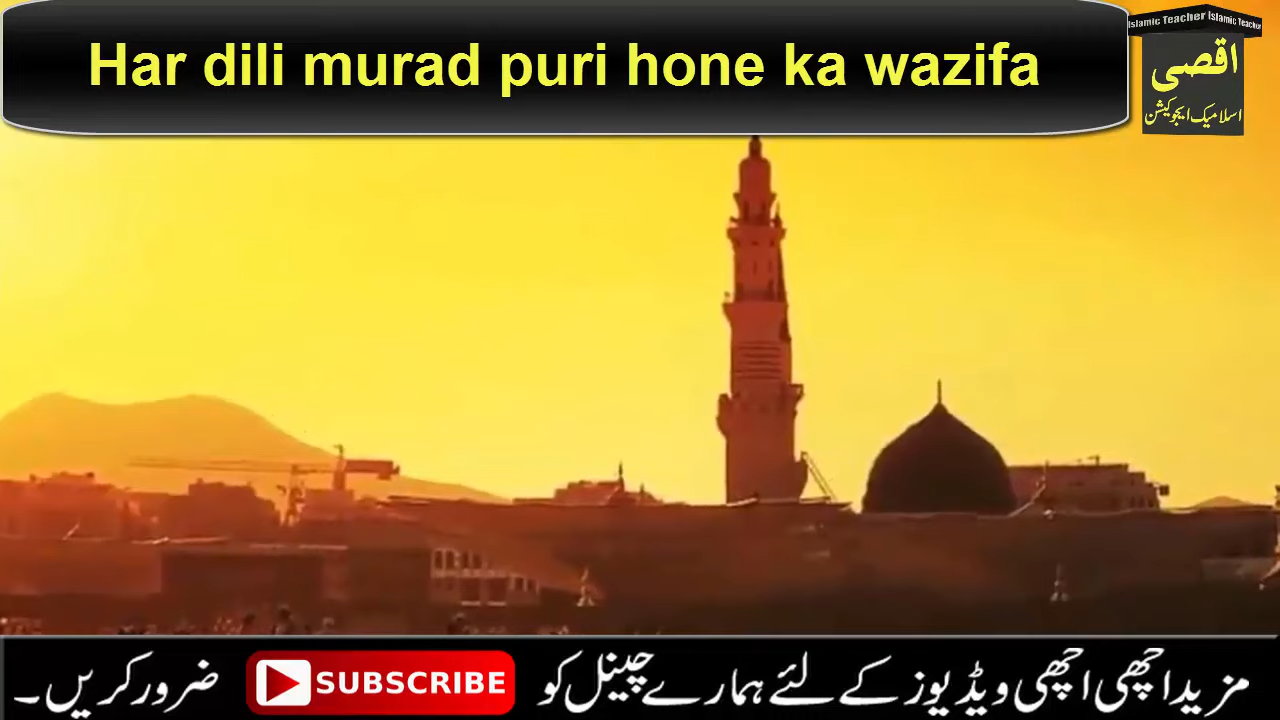 Har dili murad puri hone ka wazifa
Islamic Teacher Islamic Teacher
اقصی
اسلامیک ایجوکیشن
مزید اچھی اچھی ویڈیوز کے لئے ہمارے چینل کو SUBSCRIBE ضرور کریں۔